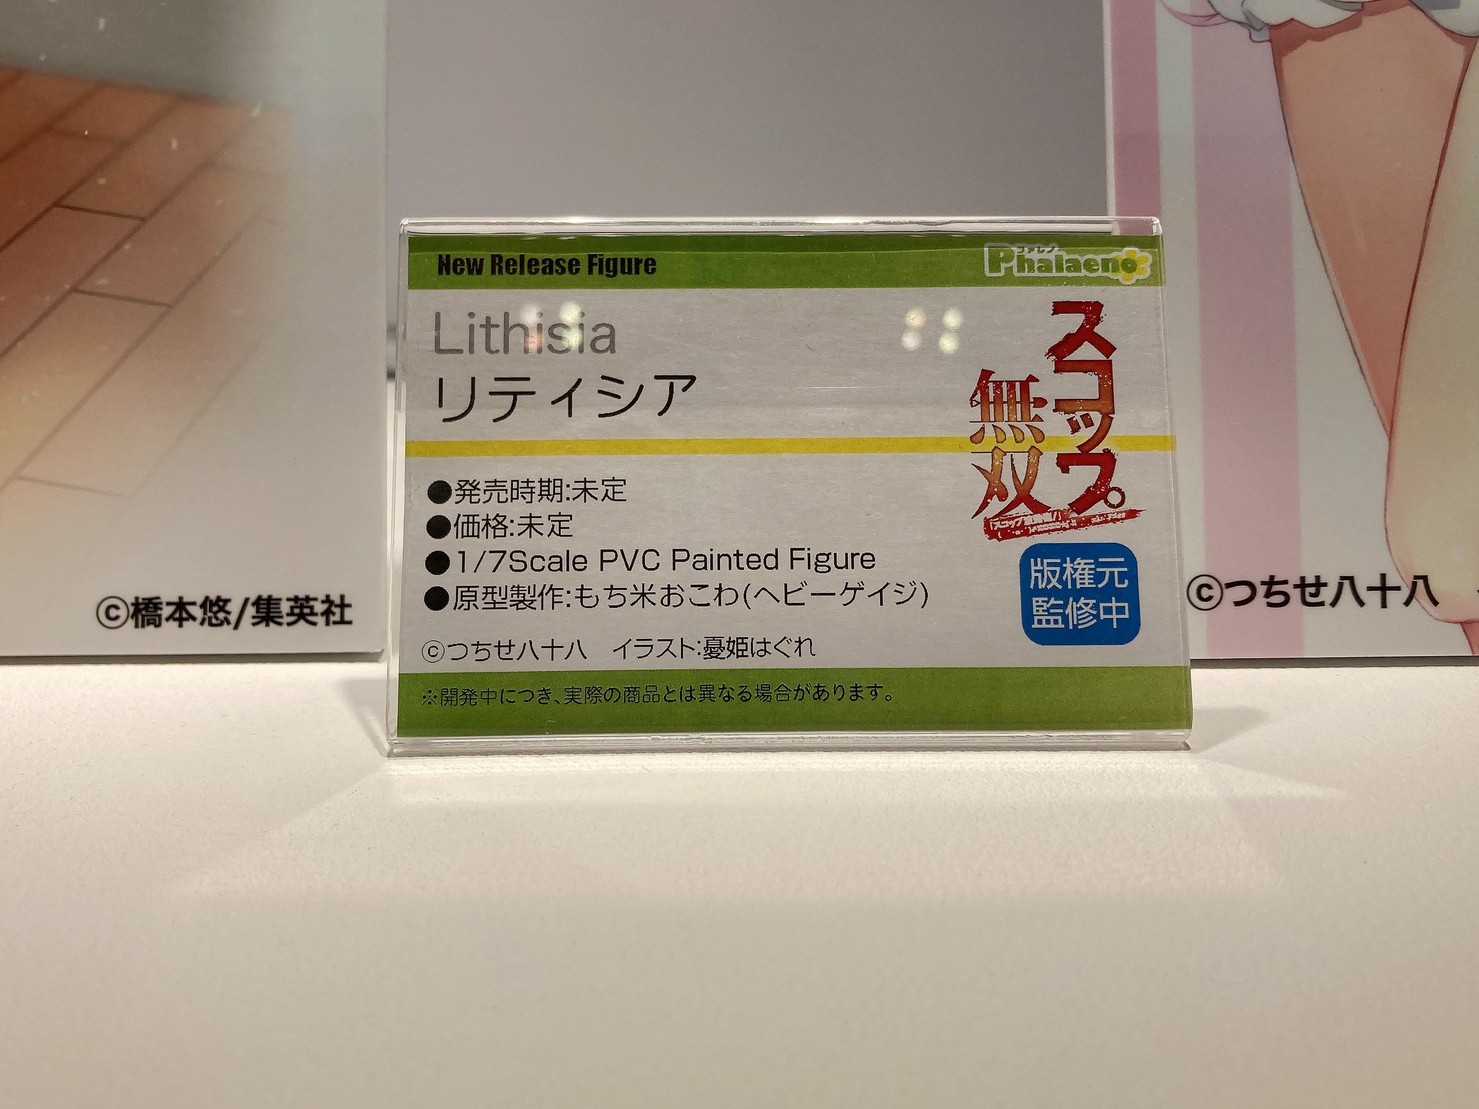 New Release Figure
ファレノ
Phalaeno
Lithisia
リティシア
スコップ
無双
●発売時期:未定
●価格:未定
●1/7Scale PVC Painted Figure
●原型製作:もち米おこわ(ヘビーゲイジ)
版権元
監修中
©つちせ八十八　イラスト:憂姫はぐれ
※開発中につき、実際の商品とは異なる場合があります。
©橋本悠/集英社
©つちせ八十八